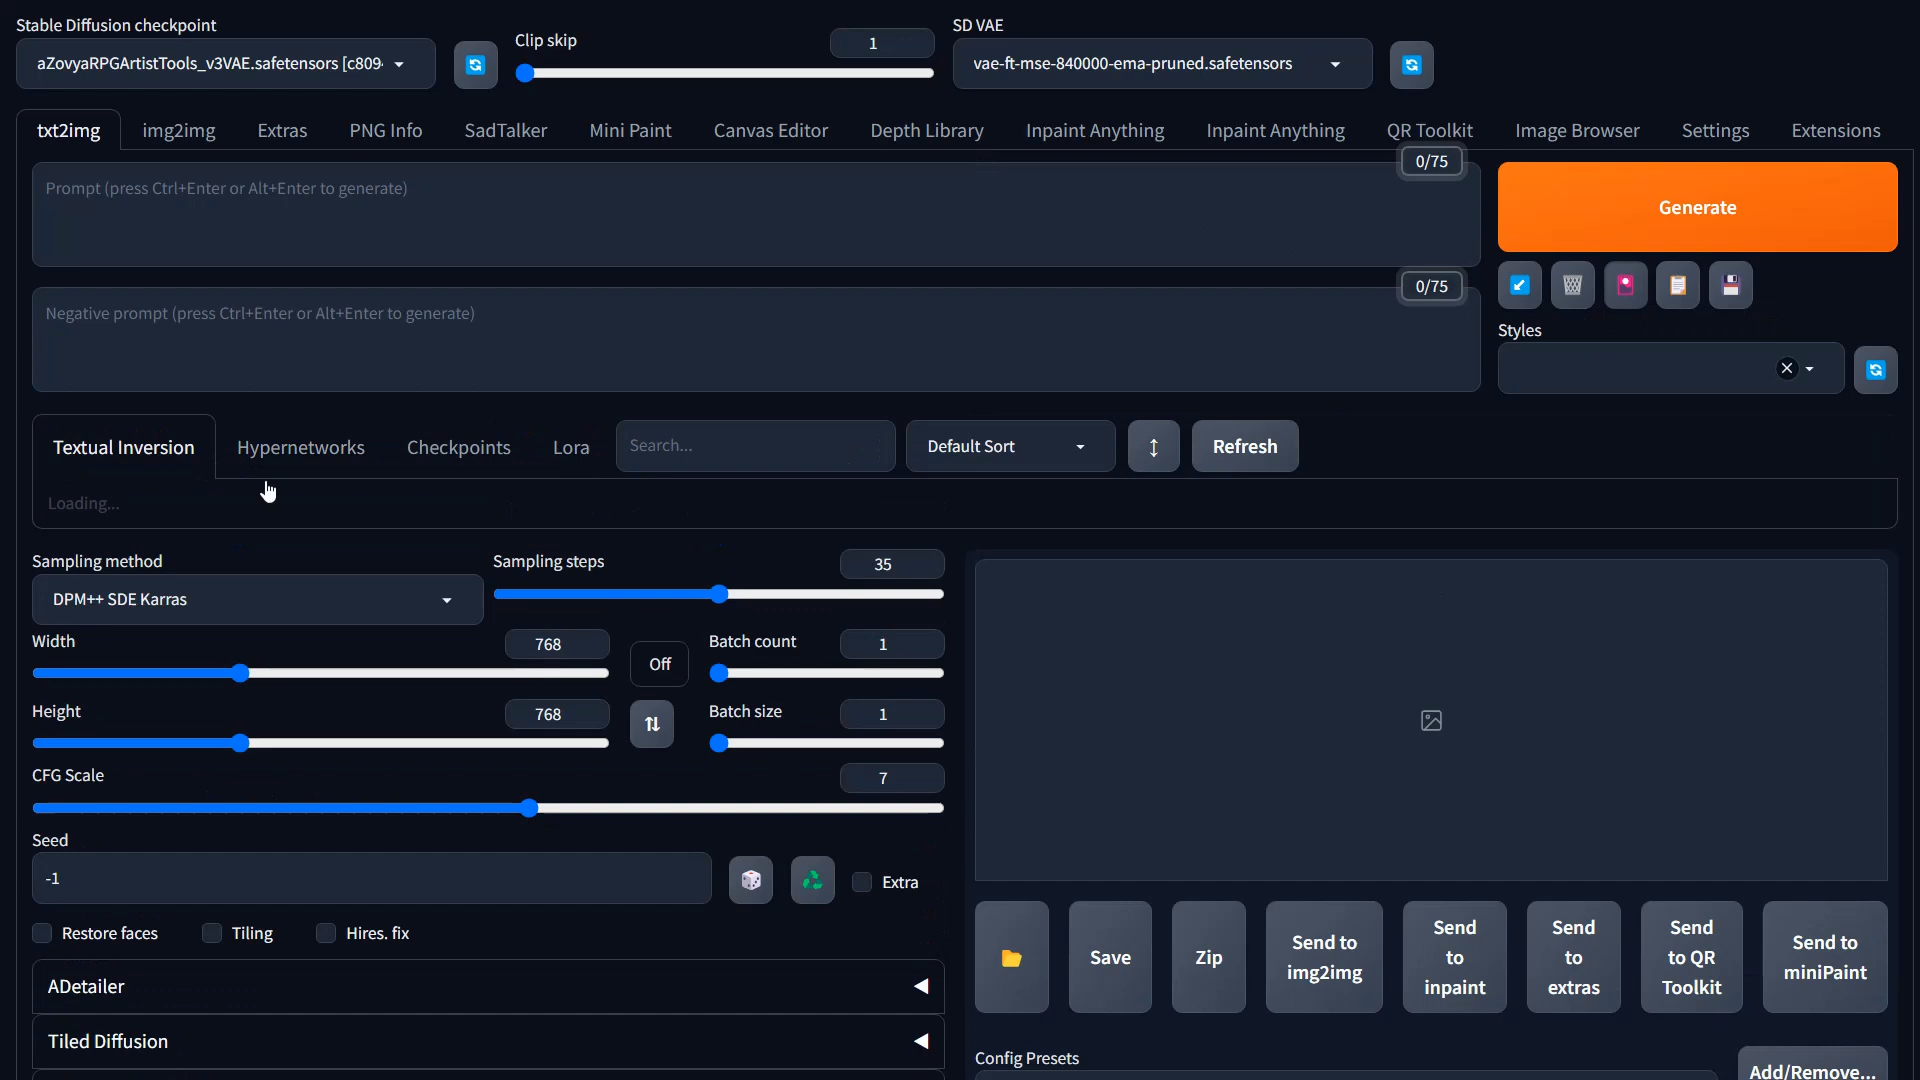 Stable Diffusion checkpoint
aZovyaRPGArtistTools_v3VAE.safetensors [c809
Clip skip
1
SD VAE
vae-ft-mse-840000-ema-pruned.safetensors
txt2img
img2img
Extras
PNG Info
SadTalker
Mini Paint
Canvas Editor
Depth Library
Inpaint Anything
Inpaint Anything
QR Toolkit
Image Browser
Settings
Extensions
0/75
Prompt (press Ctrl+Enter or Alt+Enter to generate)
Generate
0/75
Negative prompt (press Ctrl+Enter or Alt+Enter to generate)
Styles
Textual Inversion
Hypernetworks
Checkpoints
Lora
Search...
Default Sort
Refresh
Loading...
Sampling method
DPM++ SDE Karras
Sampling steps
35
Width
768
Off
Batch count
1
Height
768
Batch size
1
CFG Scale
7
Seed
-1
Extra
Restore faces
Tiling
Hires. fix
Save
Zip
Send to
img2img
Send
to
inpaint
Send
to
extras
Send
to QR
Toolkit
Send to
miniPaint
ADetailer
Tiled Diffusion
Config Presets
Add/Remove...